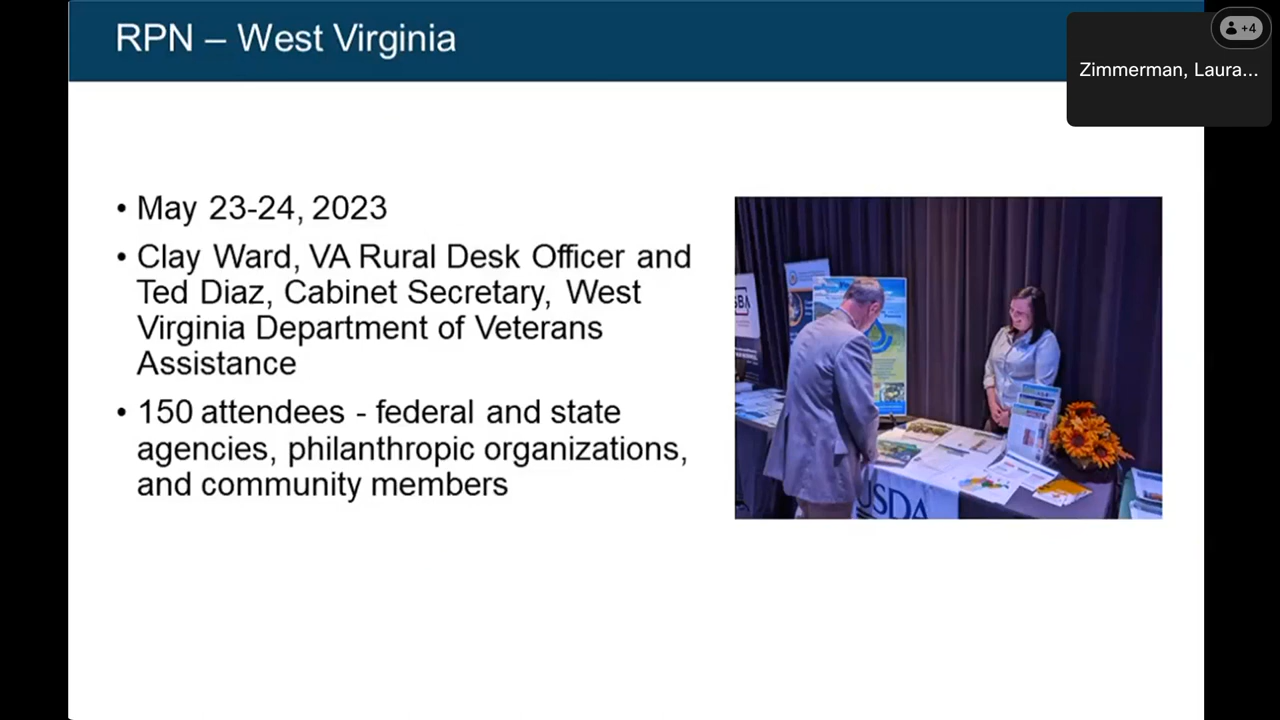 RPN – West Virginia
+4
Zimmerman, Laura...
• May 23-24, 2023
• Clay Ward, VA Rural Desk Officer and
Ted Diaz, Cabinet Secretary, West
Virginia Department of Veterans
Assistance
• 150 attendees - federal and state
agencies, philanthropic organizations,
and community members
SBA
USDA